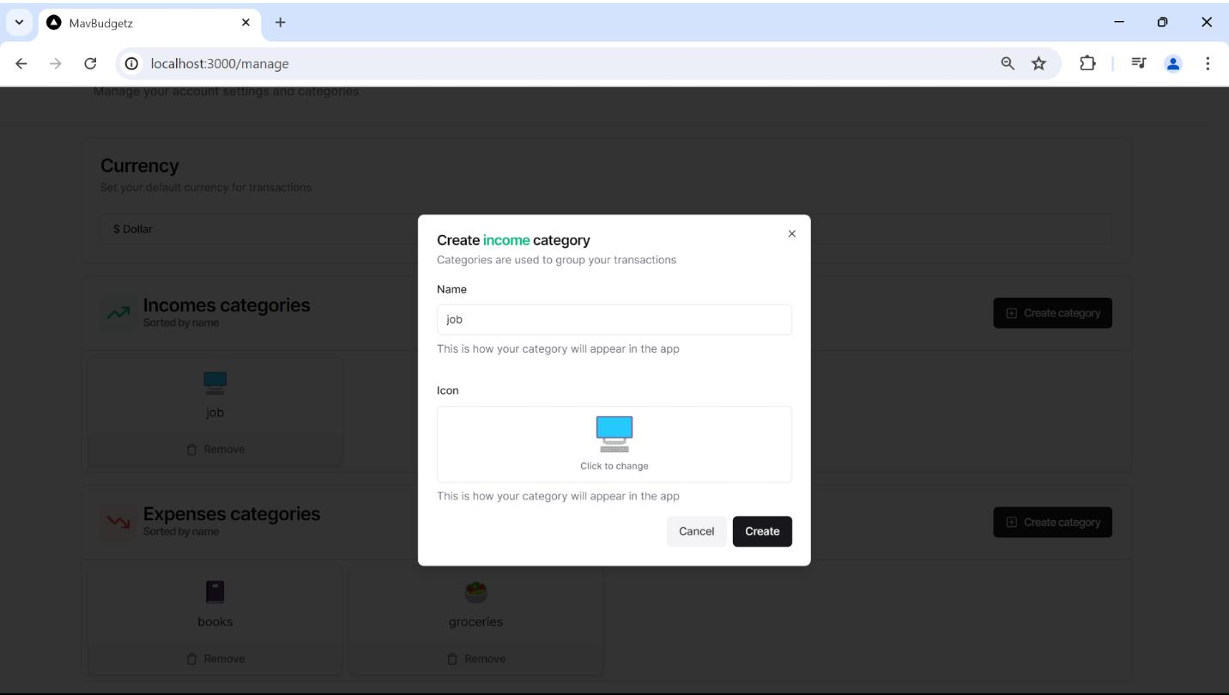 MavBudgetz
localhost:3000/manage
Manage your account settings and categories
Currency
Set your default currency for transactions
$ Dollar
Create income category
Categories are used to group your transactions
Name
job
This is how your category will appear in the app
Icon
Click to change
This is how your category will appear in the app
Cancel
Create
Incomes categories
Sorted by name
Create category
job
Remove
Expenses categories
Sorted by name
Create category
books
groceries
Remove
Remove